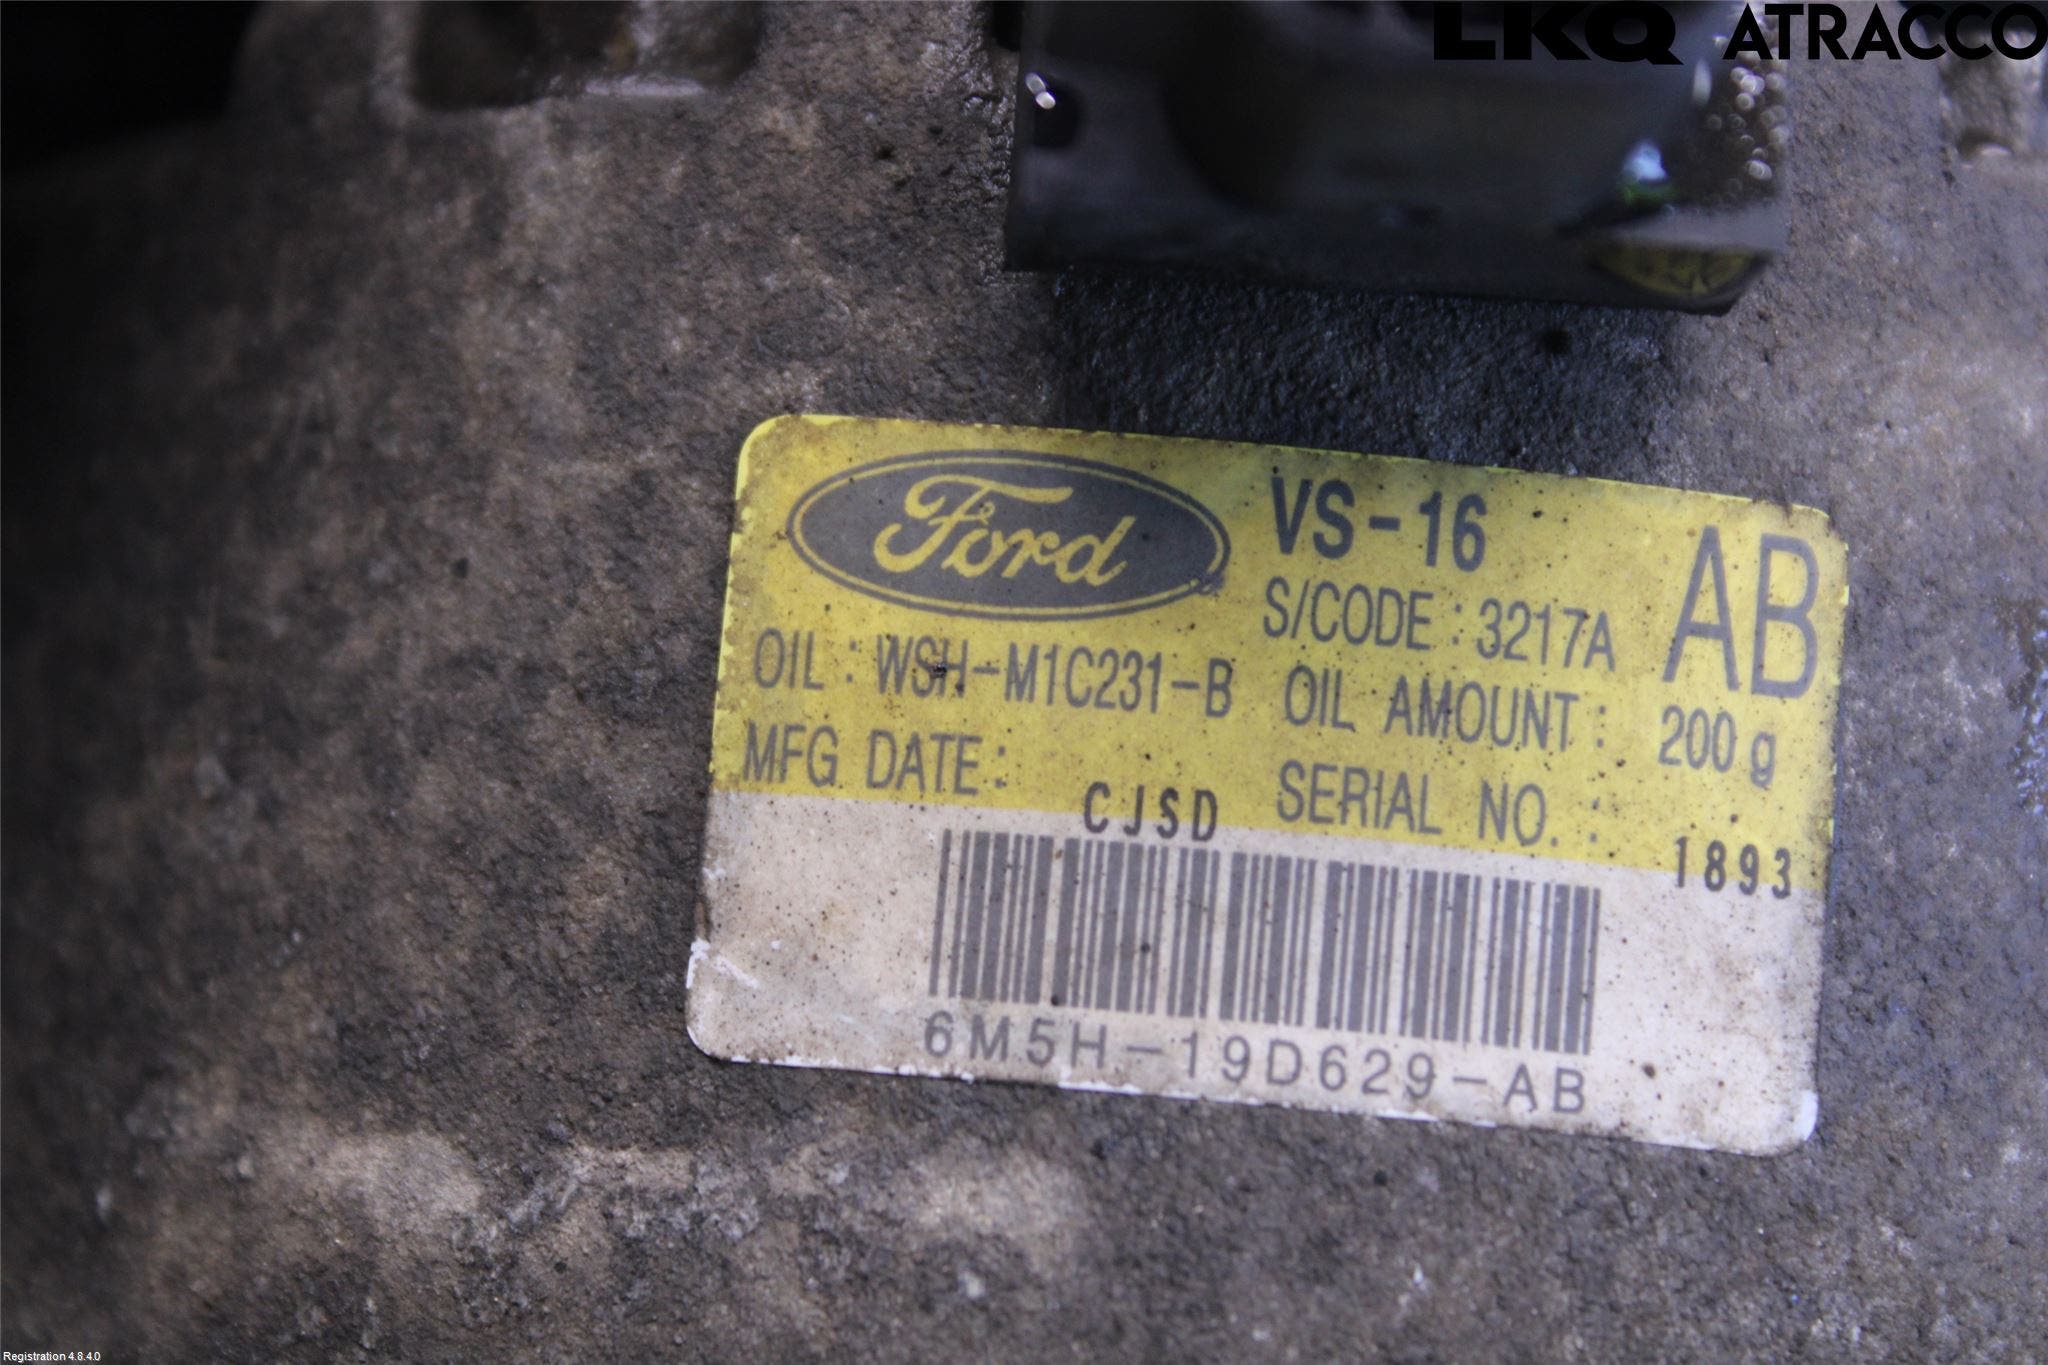 LKQ ATRACCO
Ford VS-16 AB
S/CODE : 3217A
OIL : WSH-M1C231-B OIL AMOUNT : 200 g
MFG DATE : CJSD SERIAL NO. : 1893
6M5H-19D629-AB
Registration 4.8.4.0